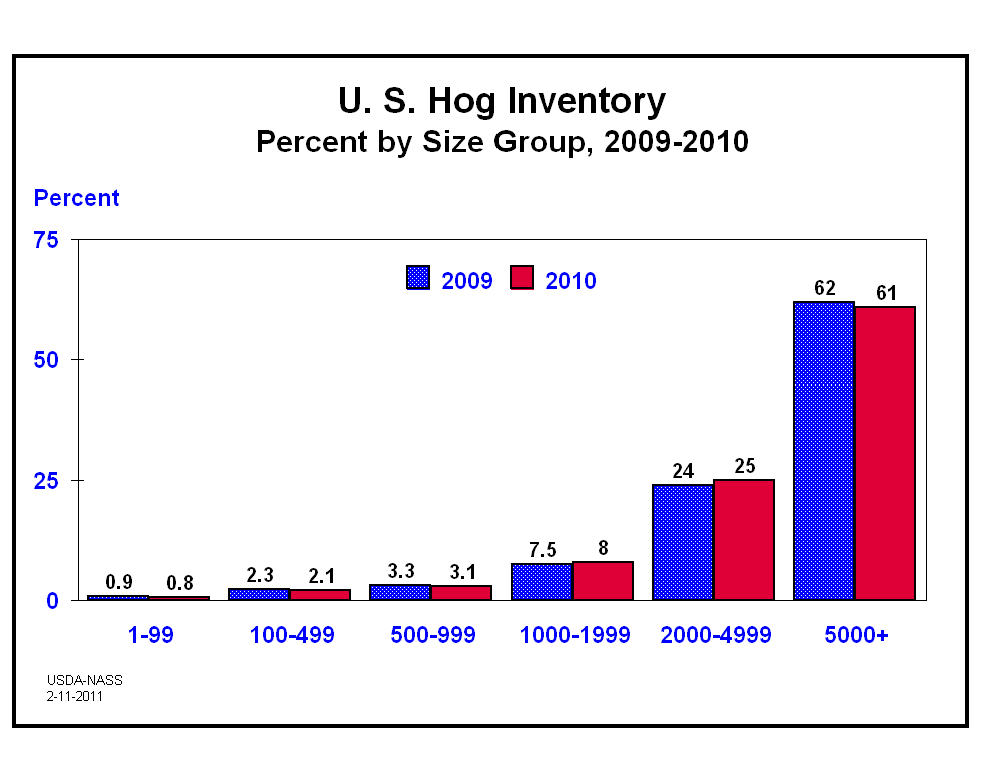 U. S. Hog Inventory
Percent by Size Group, 2009-2010
Percent
75
2009 2010
62 61
50
25
24 25
7.5 8
3.3 3.1
2.3 2.1
0.9 0.8
0
1-99 100-499 500-999 1000-1999 2000-4999 5000+
USDA-NASS
2-11-2011